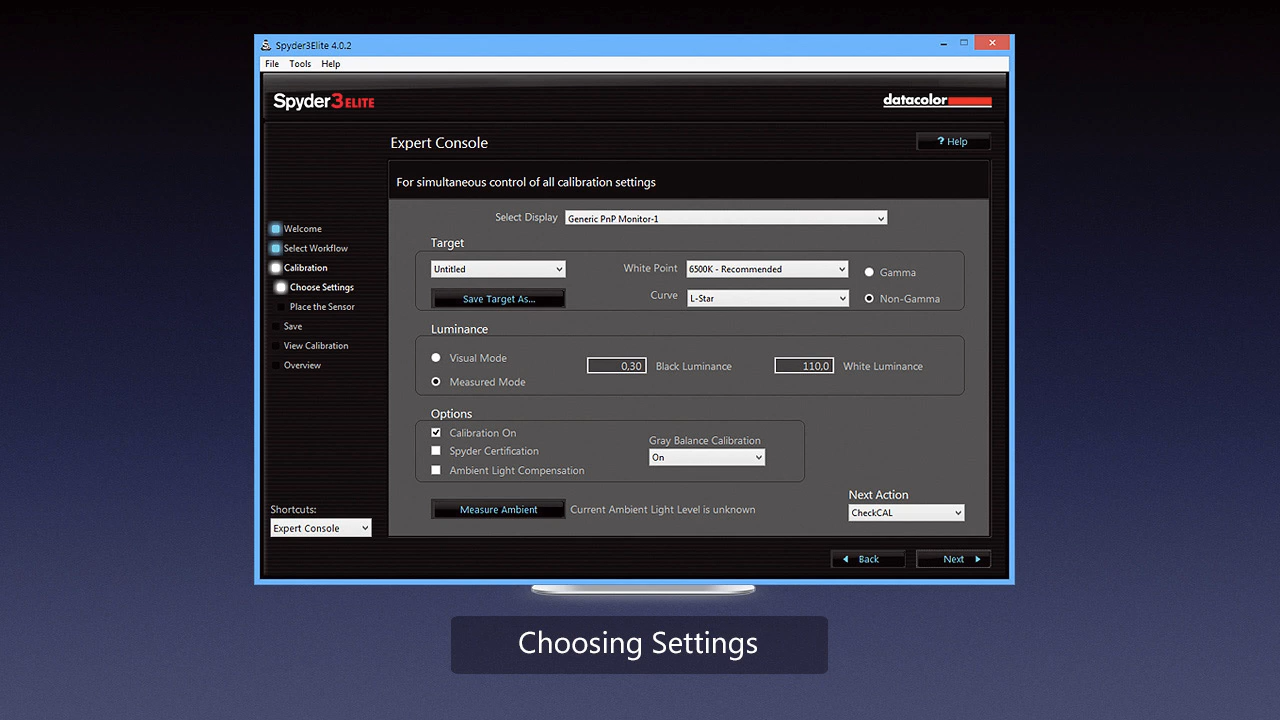 Spyder3Elite 4.0.2
File Tools Help
Spyder3ELITE
datacolor
Expert Console
? Help
For simultaneous control of all calibration settings
Select Display Generic PnP Monitor-1
Welcome
Select Workflow
Calibration
Choose Settings
Place the Sensor
Save
View Calibration
Overview
Target
Untitled White Point 6500K - Recommended Gamma
Save Target As... Curve L-Star Non-Gamma
Luminance
Visual Mode
Measured Mode
0,30 Black Luminance 110,0 White Luminance
Options
Calibration On
Spyder Certification
Ambient Light Compensation
Gray Balance Calibration
On
Measure Ambient Current Ambient Light Level is unknown
Next Action
CheckCAL
Shortcuts:
Expert Console
Back Next
Choosing Settings